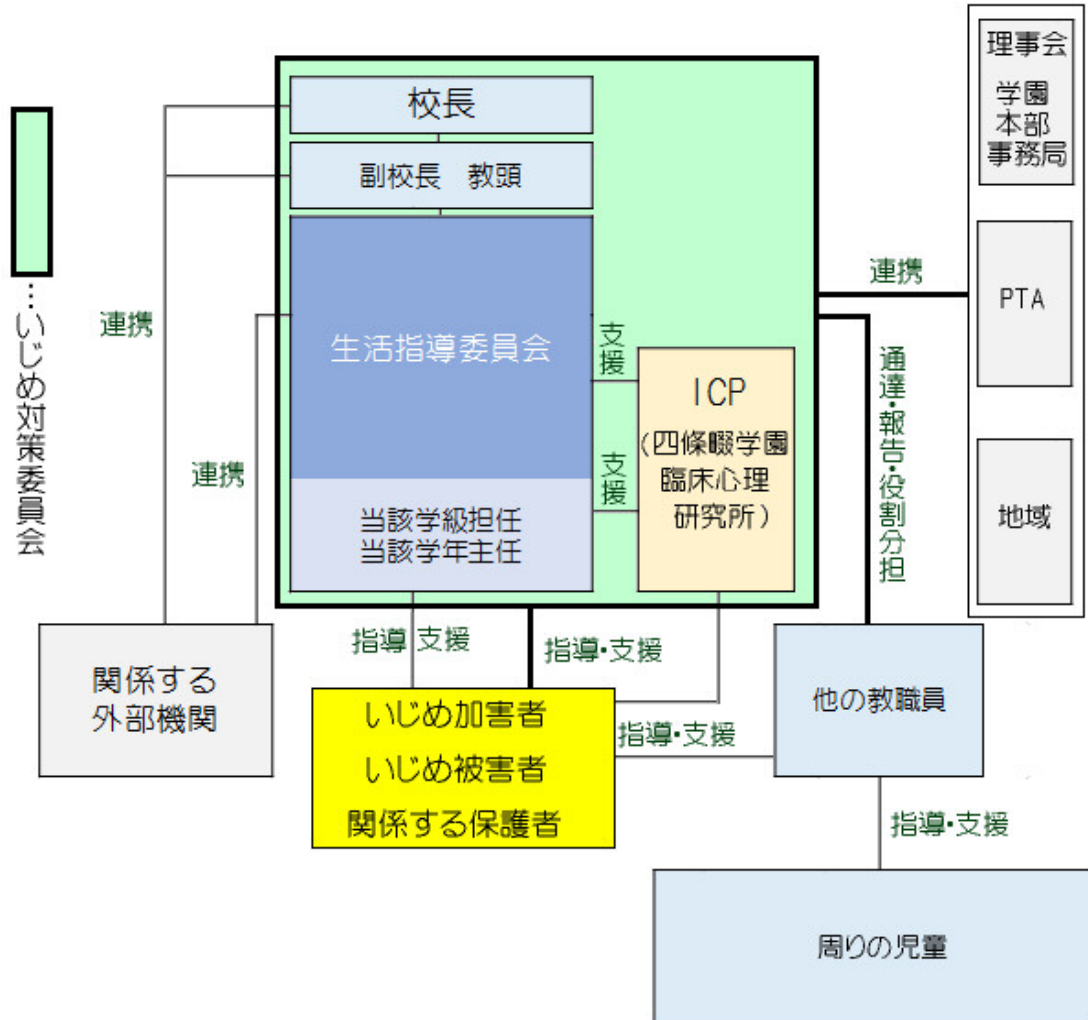 …いじめ対策委員会
校長
副校長 教頭
生活指導委員会
当該学級担任
当該学年主任
支援
支援
ICP
(四條畷学園
臨床心理
研究所)
連携
連携
連携
理事会
学園
本部
事務局
PTA
地域
通達・報告・役割分担
関係する
外部機関
指導 支援
指導・支援
指導・支援
いじめ加害者
いじめ被害者
関係する保護者
他の教職員
指導・支援
周りの児童